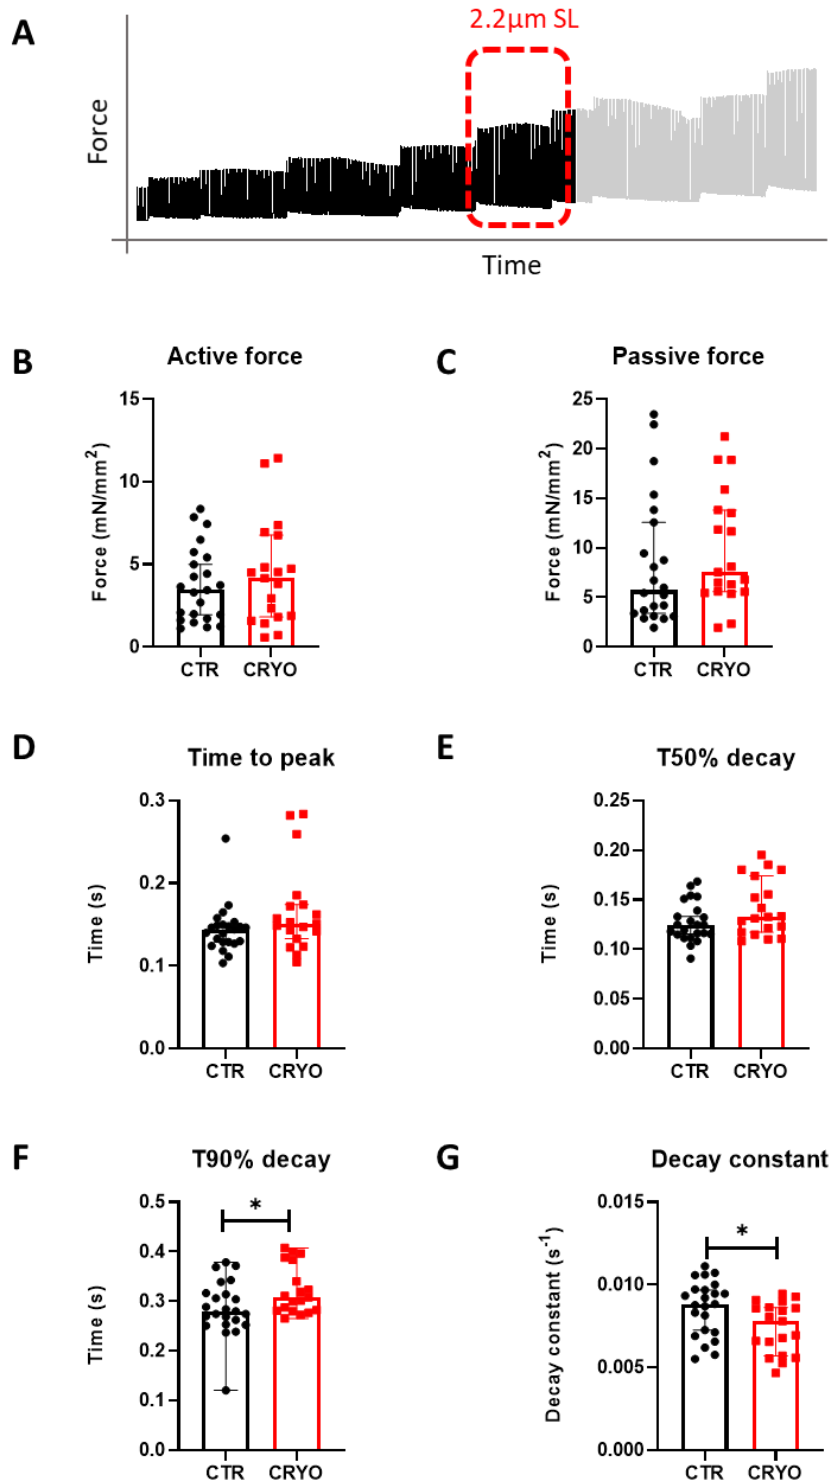 A
2.2μm SL
Force
Time
B
Active force
Force (mN/mm²)
15
10
5
0
CTR
CRYO
C
Passive force
Force (mN/mm²)
25
20
15
10
5
0
CTR
CRYO
D
Time to peak
Time (s)
0.3
0.2
0.1
0.0
CTR
CRYO
E
T50% decay
Time (s)
0.25
0.20
0.15
0.10
0.05
0.00
CTR
CRYO
F
T90% decay
Time (s)
0.5
0.4
0.3
0.2
0.1
0.0
*
CTR
CRYO
G
Decay constant
Decay constant (s⁻¹)
0.015
0.010
0.005
0.000
*
CTR
CRYO